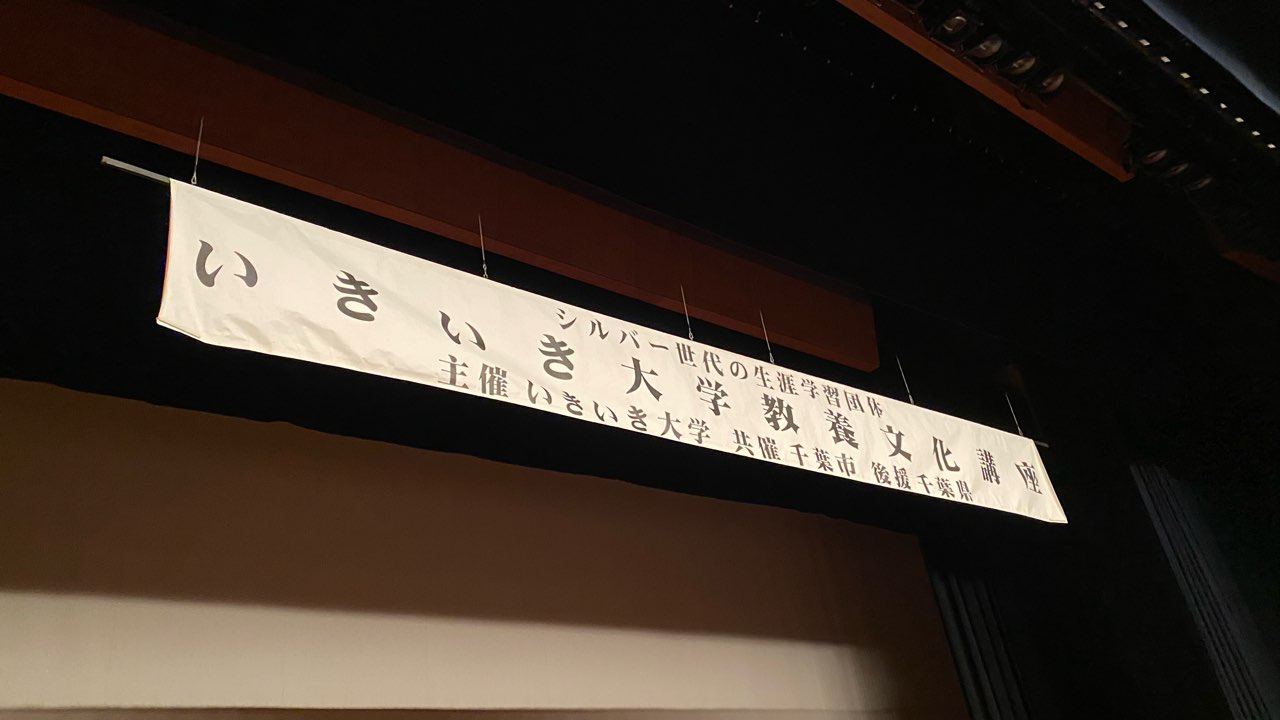 シルバー世代の生涯学習団体
いきいき大学教養文化講座
主催 いきいき大学 共催 千葉市 後援 千葉県